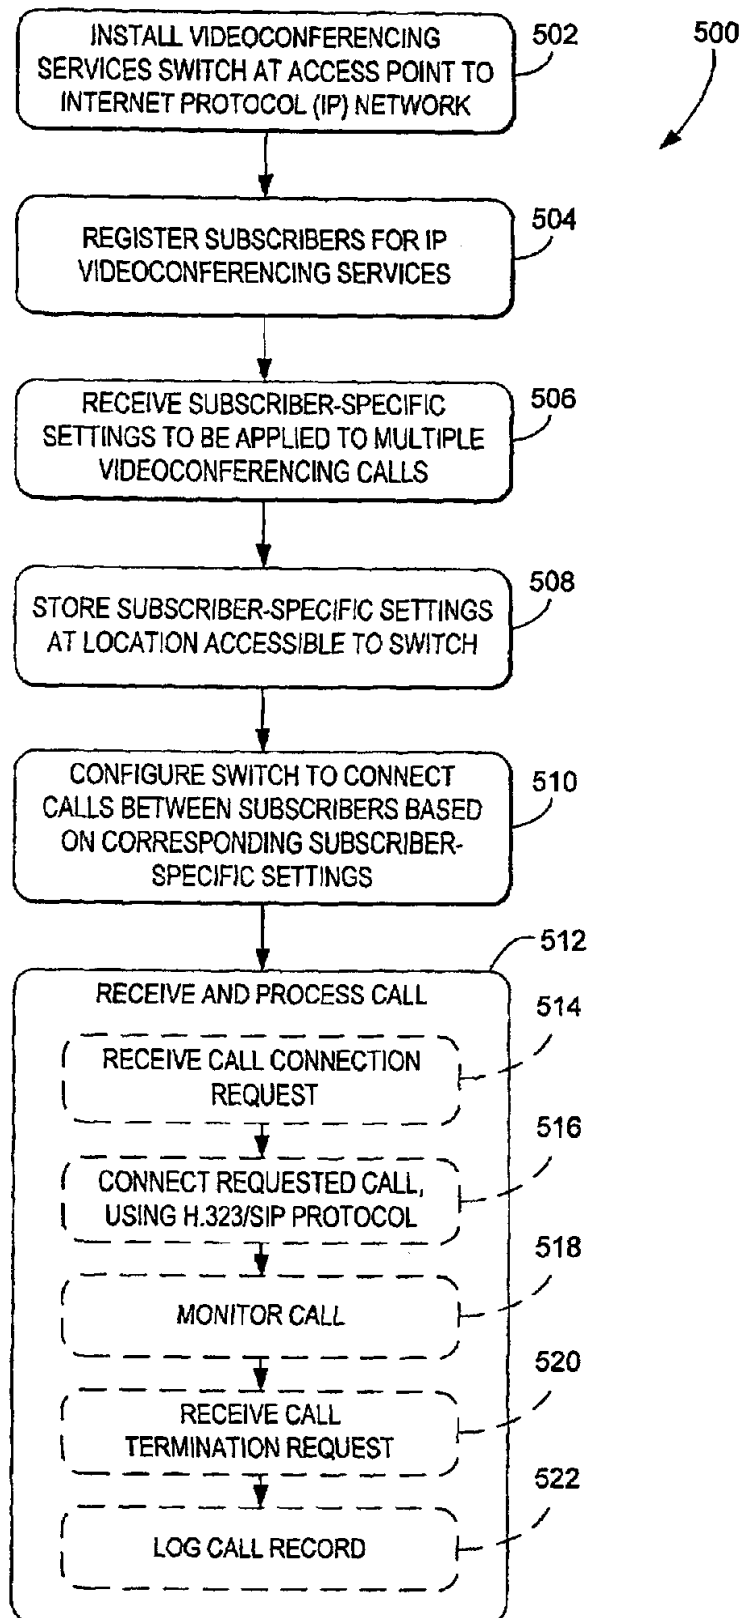 INSTALL VIDEOCONFERENCING
SERVICES SWITCH AT ACCESS POINT TO
INTERNET PROTOCOL (IP) NETWORK
502
500
REGISTER SUBSCRIBERS FOR IP
VIDEOCONFERENCING SERVICES
504
RECEIVE SUBSCRIBER-SPECIFIC
SETTINGS TO BE APPLIED TO MULTIPLE
VIDEOCONFERENCING CALLS
506
STORE SUBSCRIBER-SPECIFIC SETTINGS
AT LOCATION ACCESSIBLE TO SWITCH
508
CONFIGURE SWITCH TO CONNECT
CALLS BETWEEN SUBSCRIBERS BASED
ON CORRESPONDING SUBSCRIBER-
SPECIFIC SETTINGS
510
512
RECEIVE AND PROCESS CALL
RECEIVE CALL CONNECTION
REQUEST
514
CONNECT REQUESTED CALL,
USING H.323/SIP PROTOCOL
516
MONITOR CALL
518
RECEIVE CALL
TERMINATION REQUEST
520
LOG CALL RECORD
522